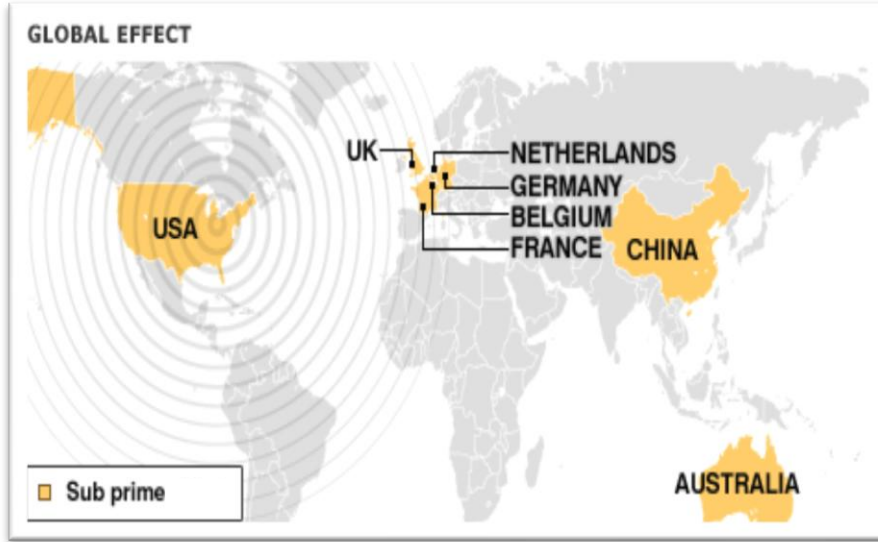 GLOBAL EFFECT
UK
NETHERLANDS
GERMANY
BELGIUM
FRANCE
USA
CHINA
AUSTRALIA
Sub prime